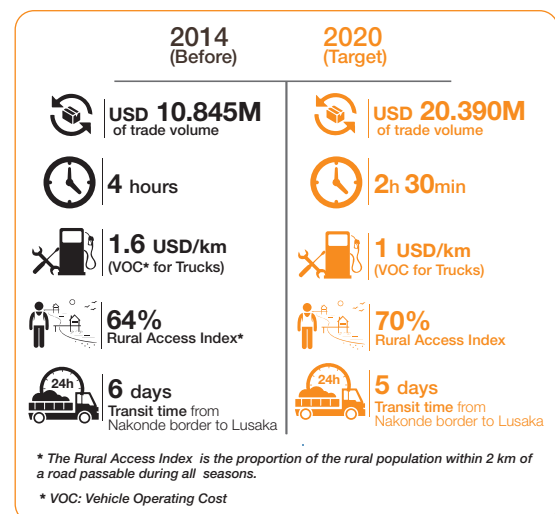 2014
(Before)
2020
(Target)
USD 10.845M
of trade volume
USD 20.390M
of trade volume
4 hours
2h 30min
1.6 USD/km
(VOC* for Trucks)
1 USD/km
(VOC for Trucks)
64%
Rural Access Index*
70%
Rural Access Index
24h
6 days
Transit time from
Nakonde border to Lusaka
24h
5 days
Transit time from
Nakonde border to Lusaka
* The Rural Access Index is the proportion of the rural population within 2 km of
a road passable during all seasons.
* VOC: Vehicle Operating Cost